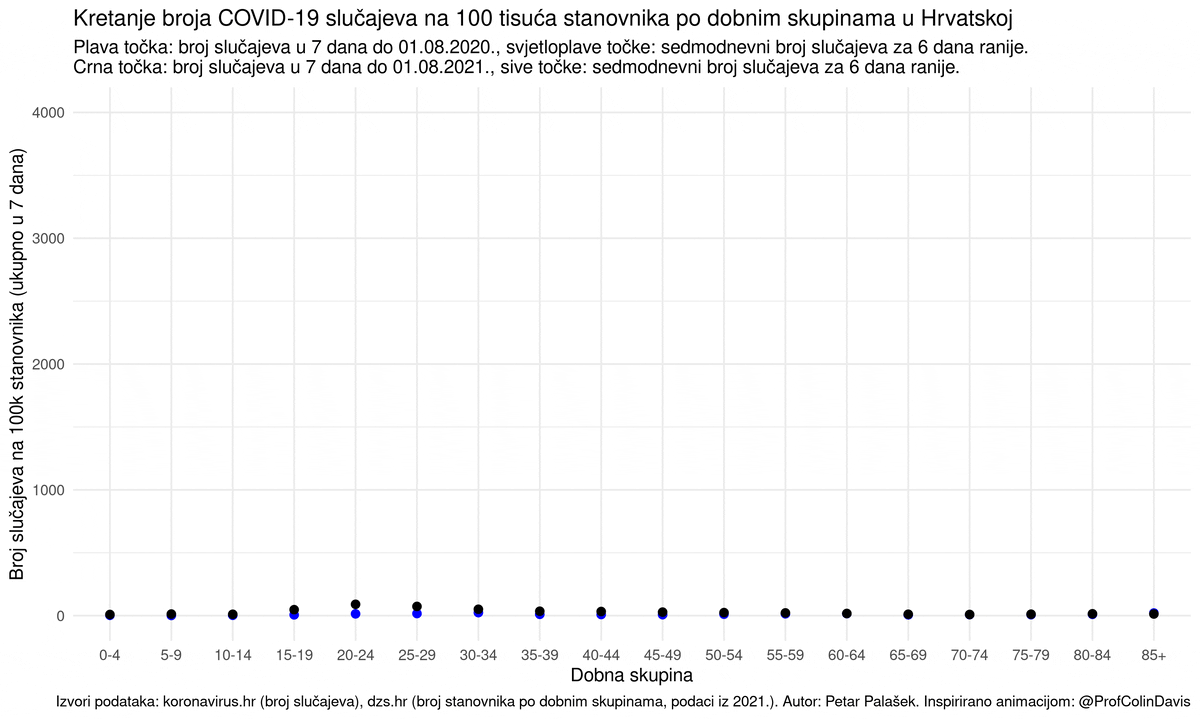 Kretanje broja COVID-19 slučajeva na 100 tisuća stanovnika po dobnim skupinama u Hrvatskoj
Plava točka: broj slučajeva u 7 dana do 01.08.2020., svjetloplave točke: sedmodnevni broj slučajeva za 6 dana ranije.
Crna točka: broj slučajeva u 7 dana do 01.08.2021., sive točke: sedmodnevni broj slučajeva za 6 dana ranije.
Broj slučajeva na 100k stanovnika (ukupno u 7 dana)
4000
3000
2000
1000
0
0-4 5-9 10-14 15-19 20-24 25-29 30-34 35-39 40-44 45-49 50-54 55-59 60-64 65-69 70-74 75-79 80-84 85+
Dobna skupina
Izvori podataka: koronavirus.hr (broj slučajeva), dzs.hr (broj stanovnika po dobnim skupinama, podaci iz 2021.). Autor: Petar Palašek. Inspirirano animacijom: @ProfColinDavis